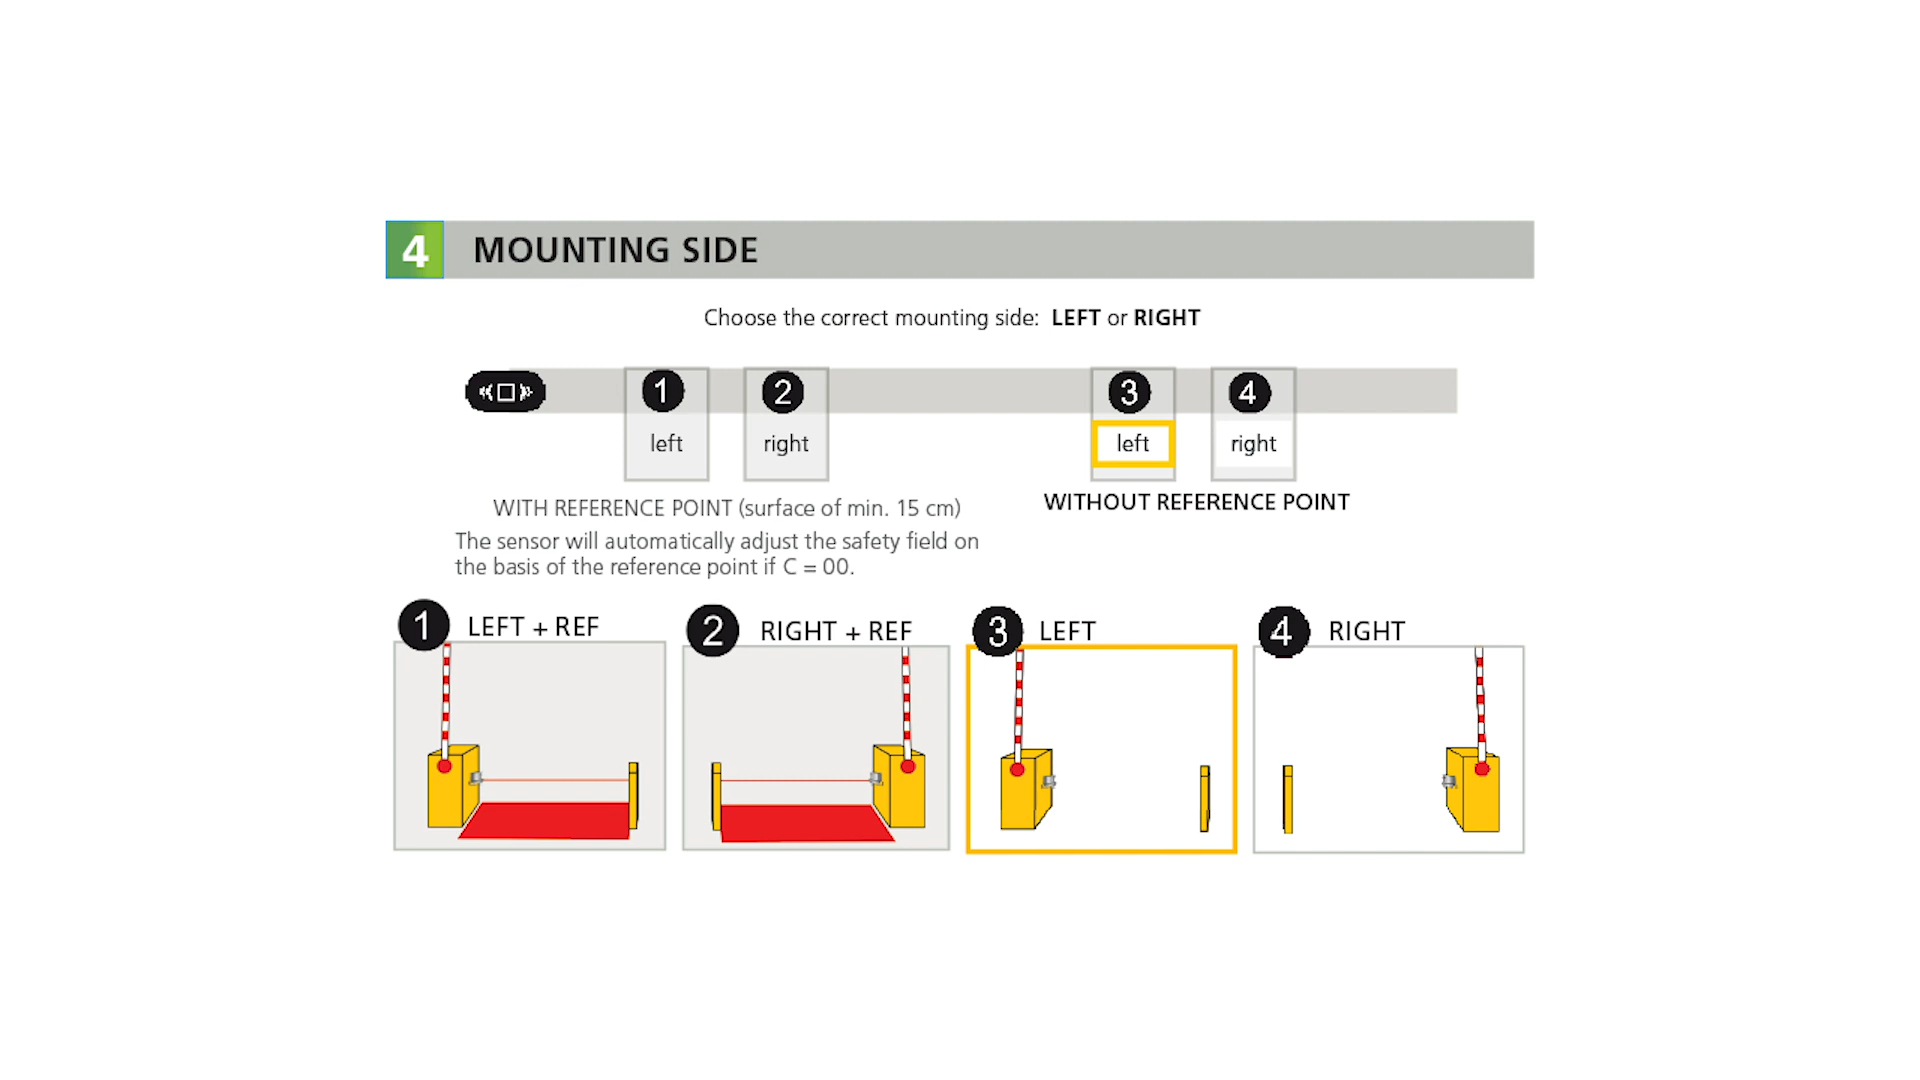 4 MOUNTING SIDE
Choose the correct mounting side: LEFT or RIGHT
1 2 3 4
left right left right
WITH REFERENCE POINT (surface of min. 15 cm)
WITHOUT REFERENCE POINT
The sensor will automatically adjust the safety field on
the basis of the reference point if C = 00.
1 LEFT + REF
2 RIGHT + REF
3 LEFT
4 RIGHT